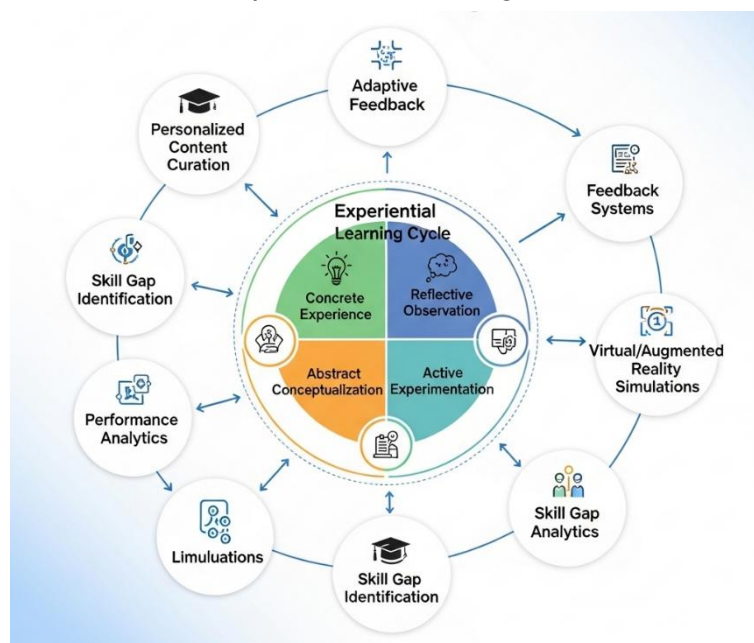 Adaptive
Feedback
Personalized
Content
Curation
Feedback
Systems
Experiential
Learning Cycle
Concrete
Experience
Reflective
Observation
Skill Gap
Identification
Virtual/Augmented
Reality
Simulations
Abstract
Conceptualization
Active
Experimentation
Performance
Analytics
Skill Gap
Analytics
Limuluations
Skill Gap
Identification